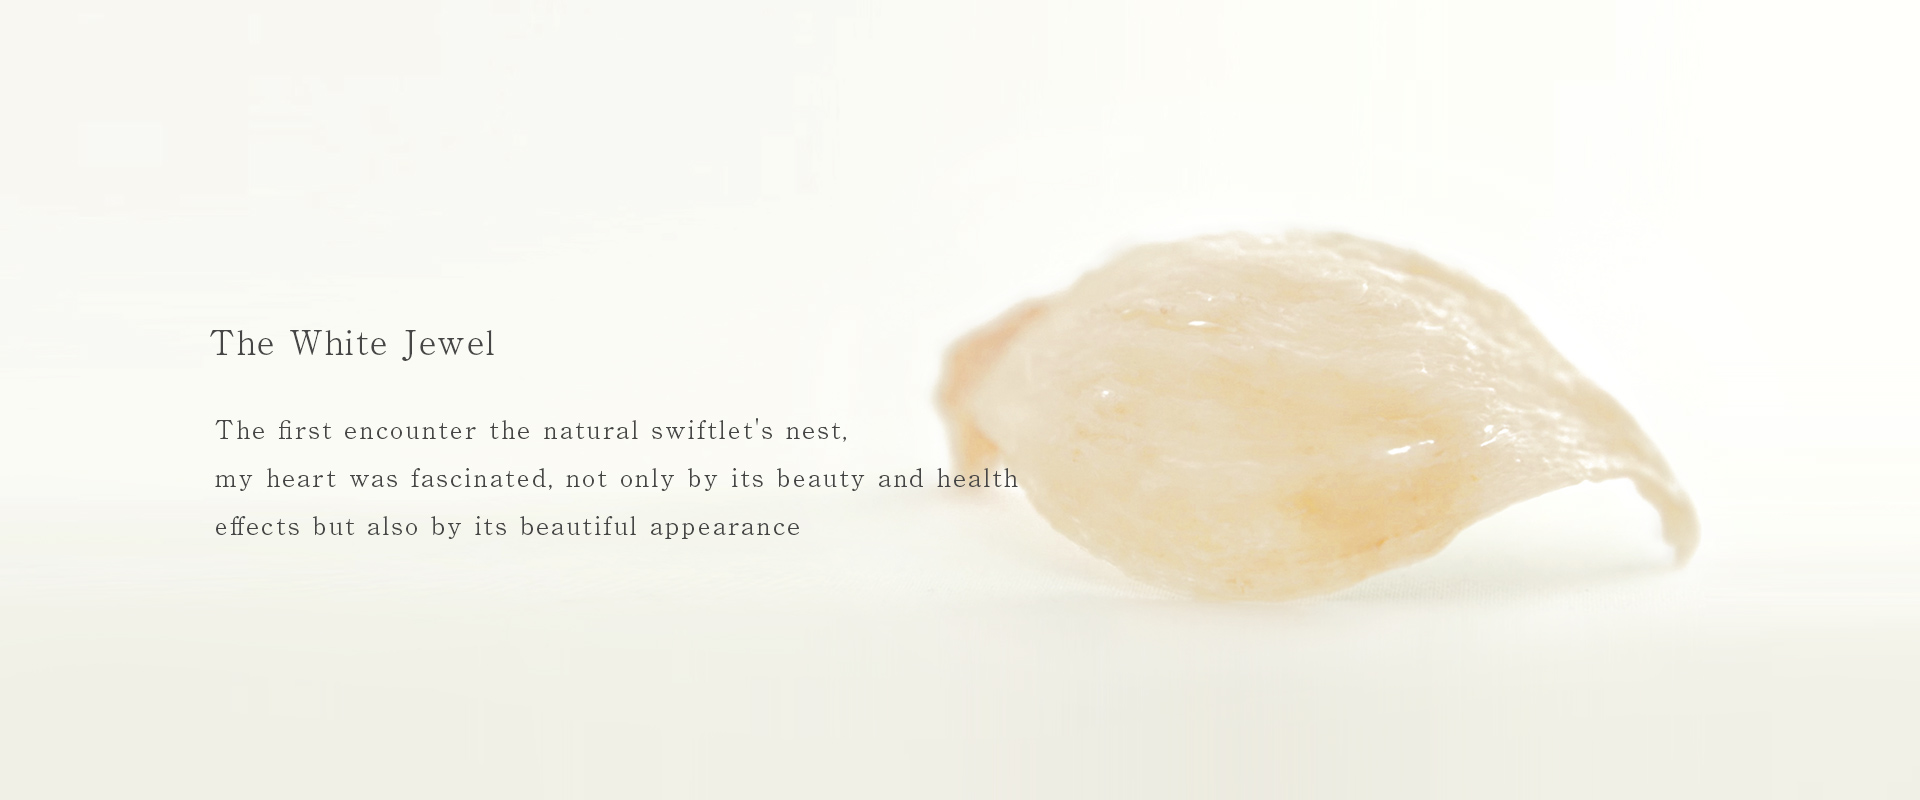 The White Jewel
The first encounter the natural swiftlet's nest,
my heart was fascinated, not only by its beauty and health
effects but also by its beautiful appearance